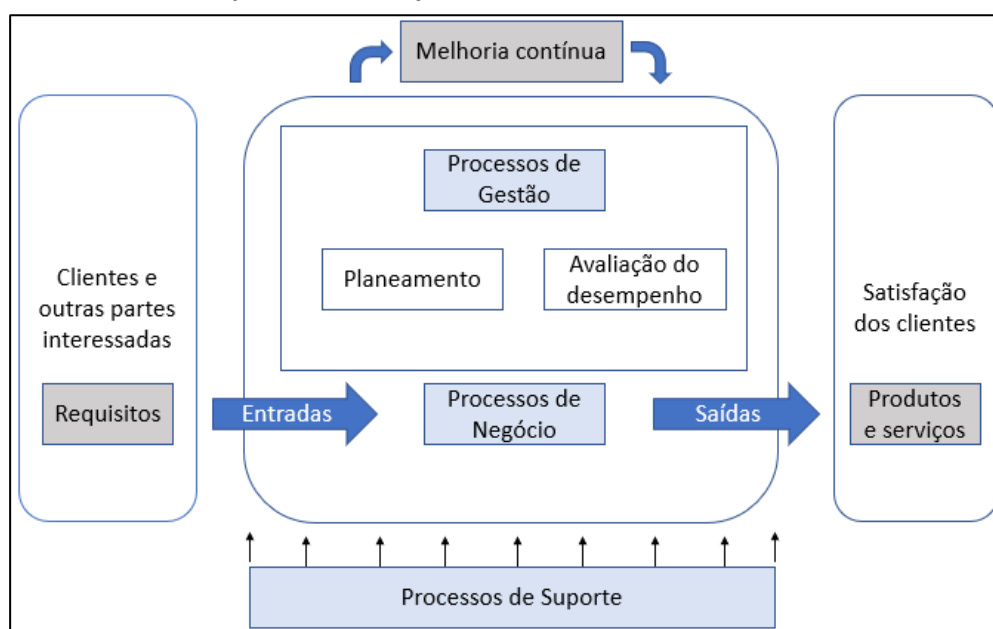 Melhoria contínua
Processos de
Gestão
Planeamento
Avaliação do
desempenho
Clientes e
outras partes
interessadas
Requisitos
Entradas
Processos de
Negócio
Saídas
Satisfação
dos clientes
Produtos
e serviços
Processos de Suporte